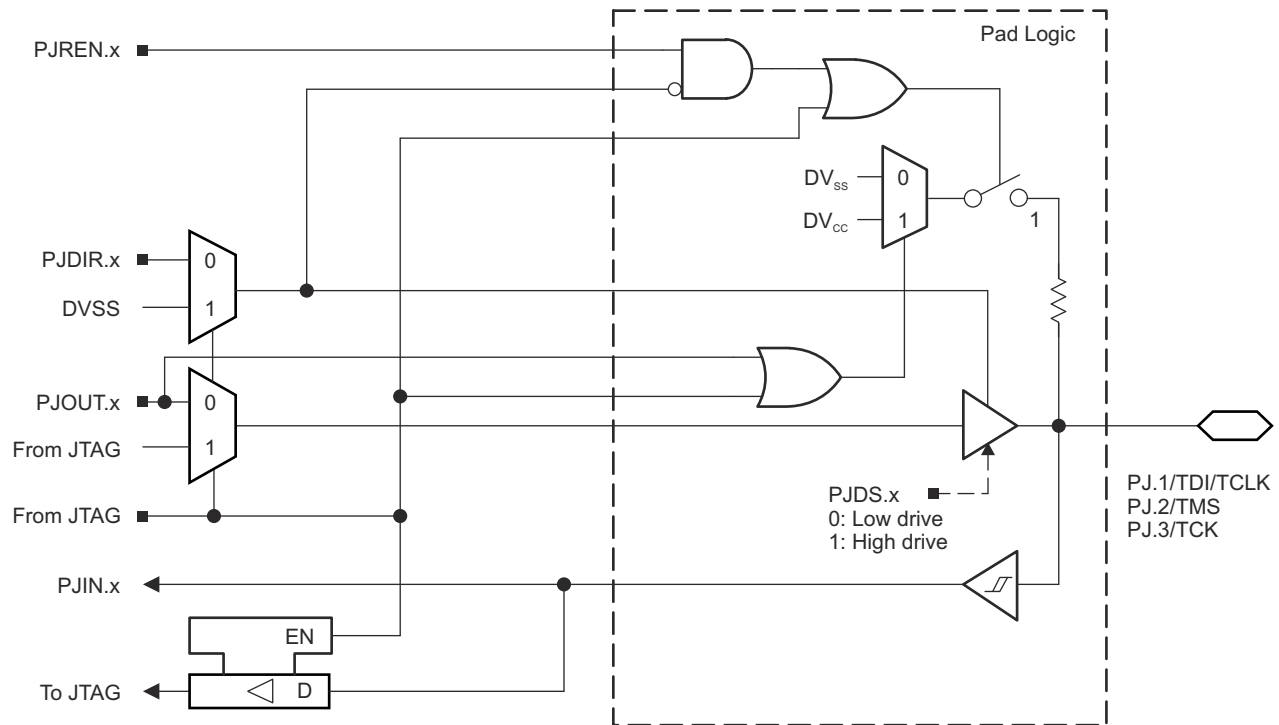 Pad Logic
PJREN.x
DVss 0
DVcc 1
1
PJDIR.x 0
DVSS 1
PJOUT.x 0
From JTAG 1
From JTAG
PJDS.x
0: Low drive
1: High drive
PJ.1/TDI/TCLK
PJ.2/TMS
PJ.3/TCK
PJIN.x
EN
To JTAG D